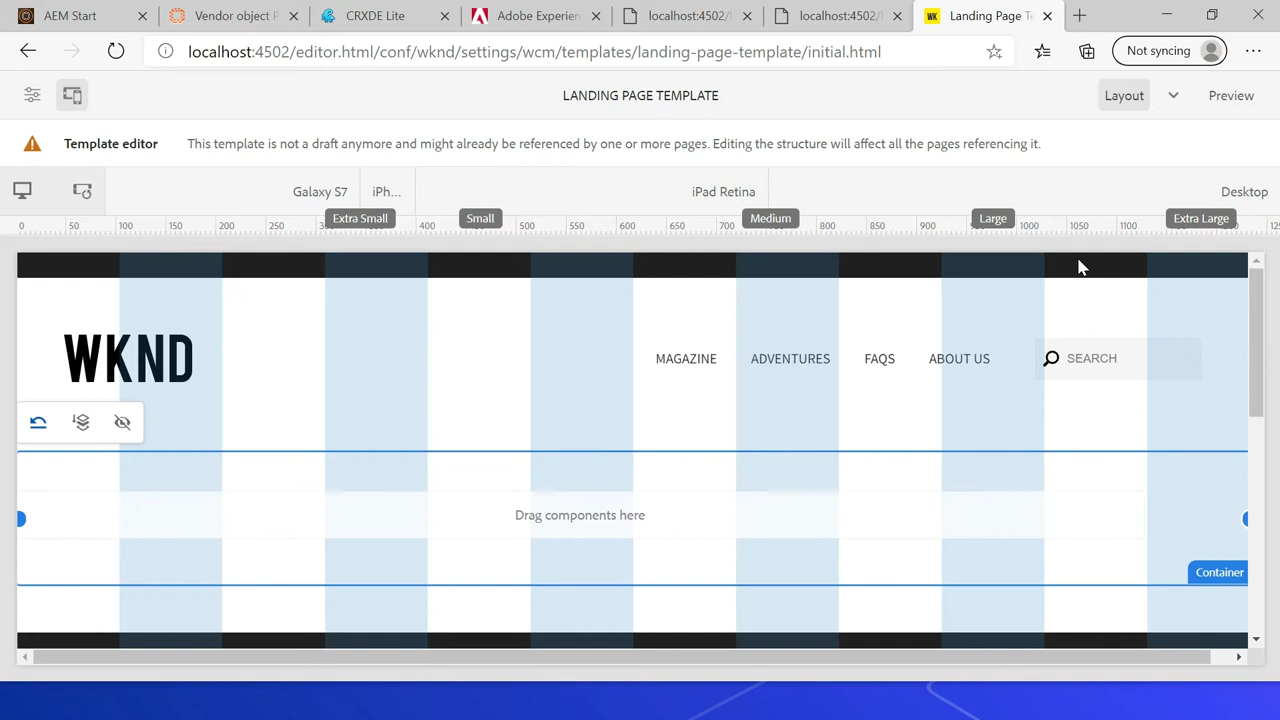 AEM Start
Vendor object P
CRXDE Lite
Adobe Experien
localhost:4502/l
localhost:4502/l
WK
Landing Page T
localhost:4502/editor.html/conf/wknd/settings/wcm/templates/landing-page-template/initial.html
Not syncing
LANDING PAGE TEMPLATE
Layout
Preview
Template editor
This template is not a draft anymore and might already be referenced by one or more pages. Editing the structure will affect all the pages referencing it.
Galaxy S7
iPh...
iPad Retina
Desktop
Extra Small
Small
Medium
Large
Extra Large
0 50 100 150 200 250 400 500 550 600 650 700 800 850 900 1000 1050 1100 125
WKND
MAGAZINE
ADVENTURES
FAQS
ABOUT US
SEARCH
Drag components here
Container